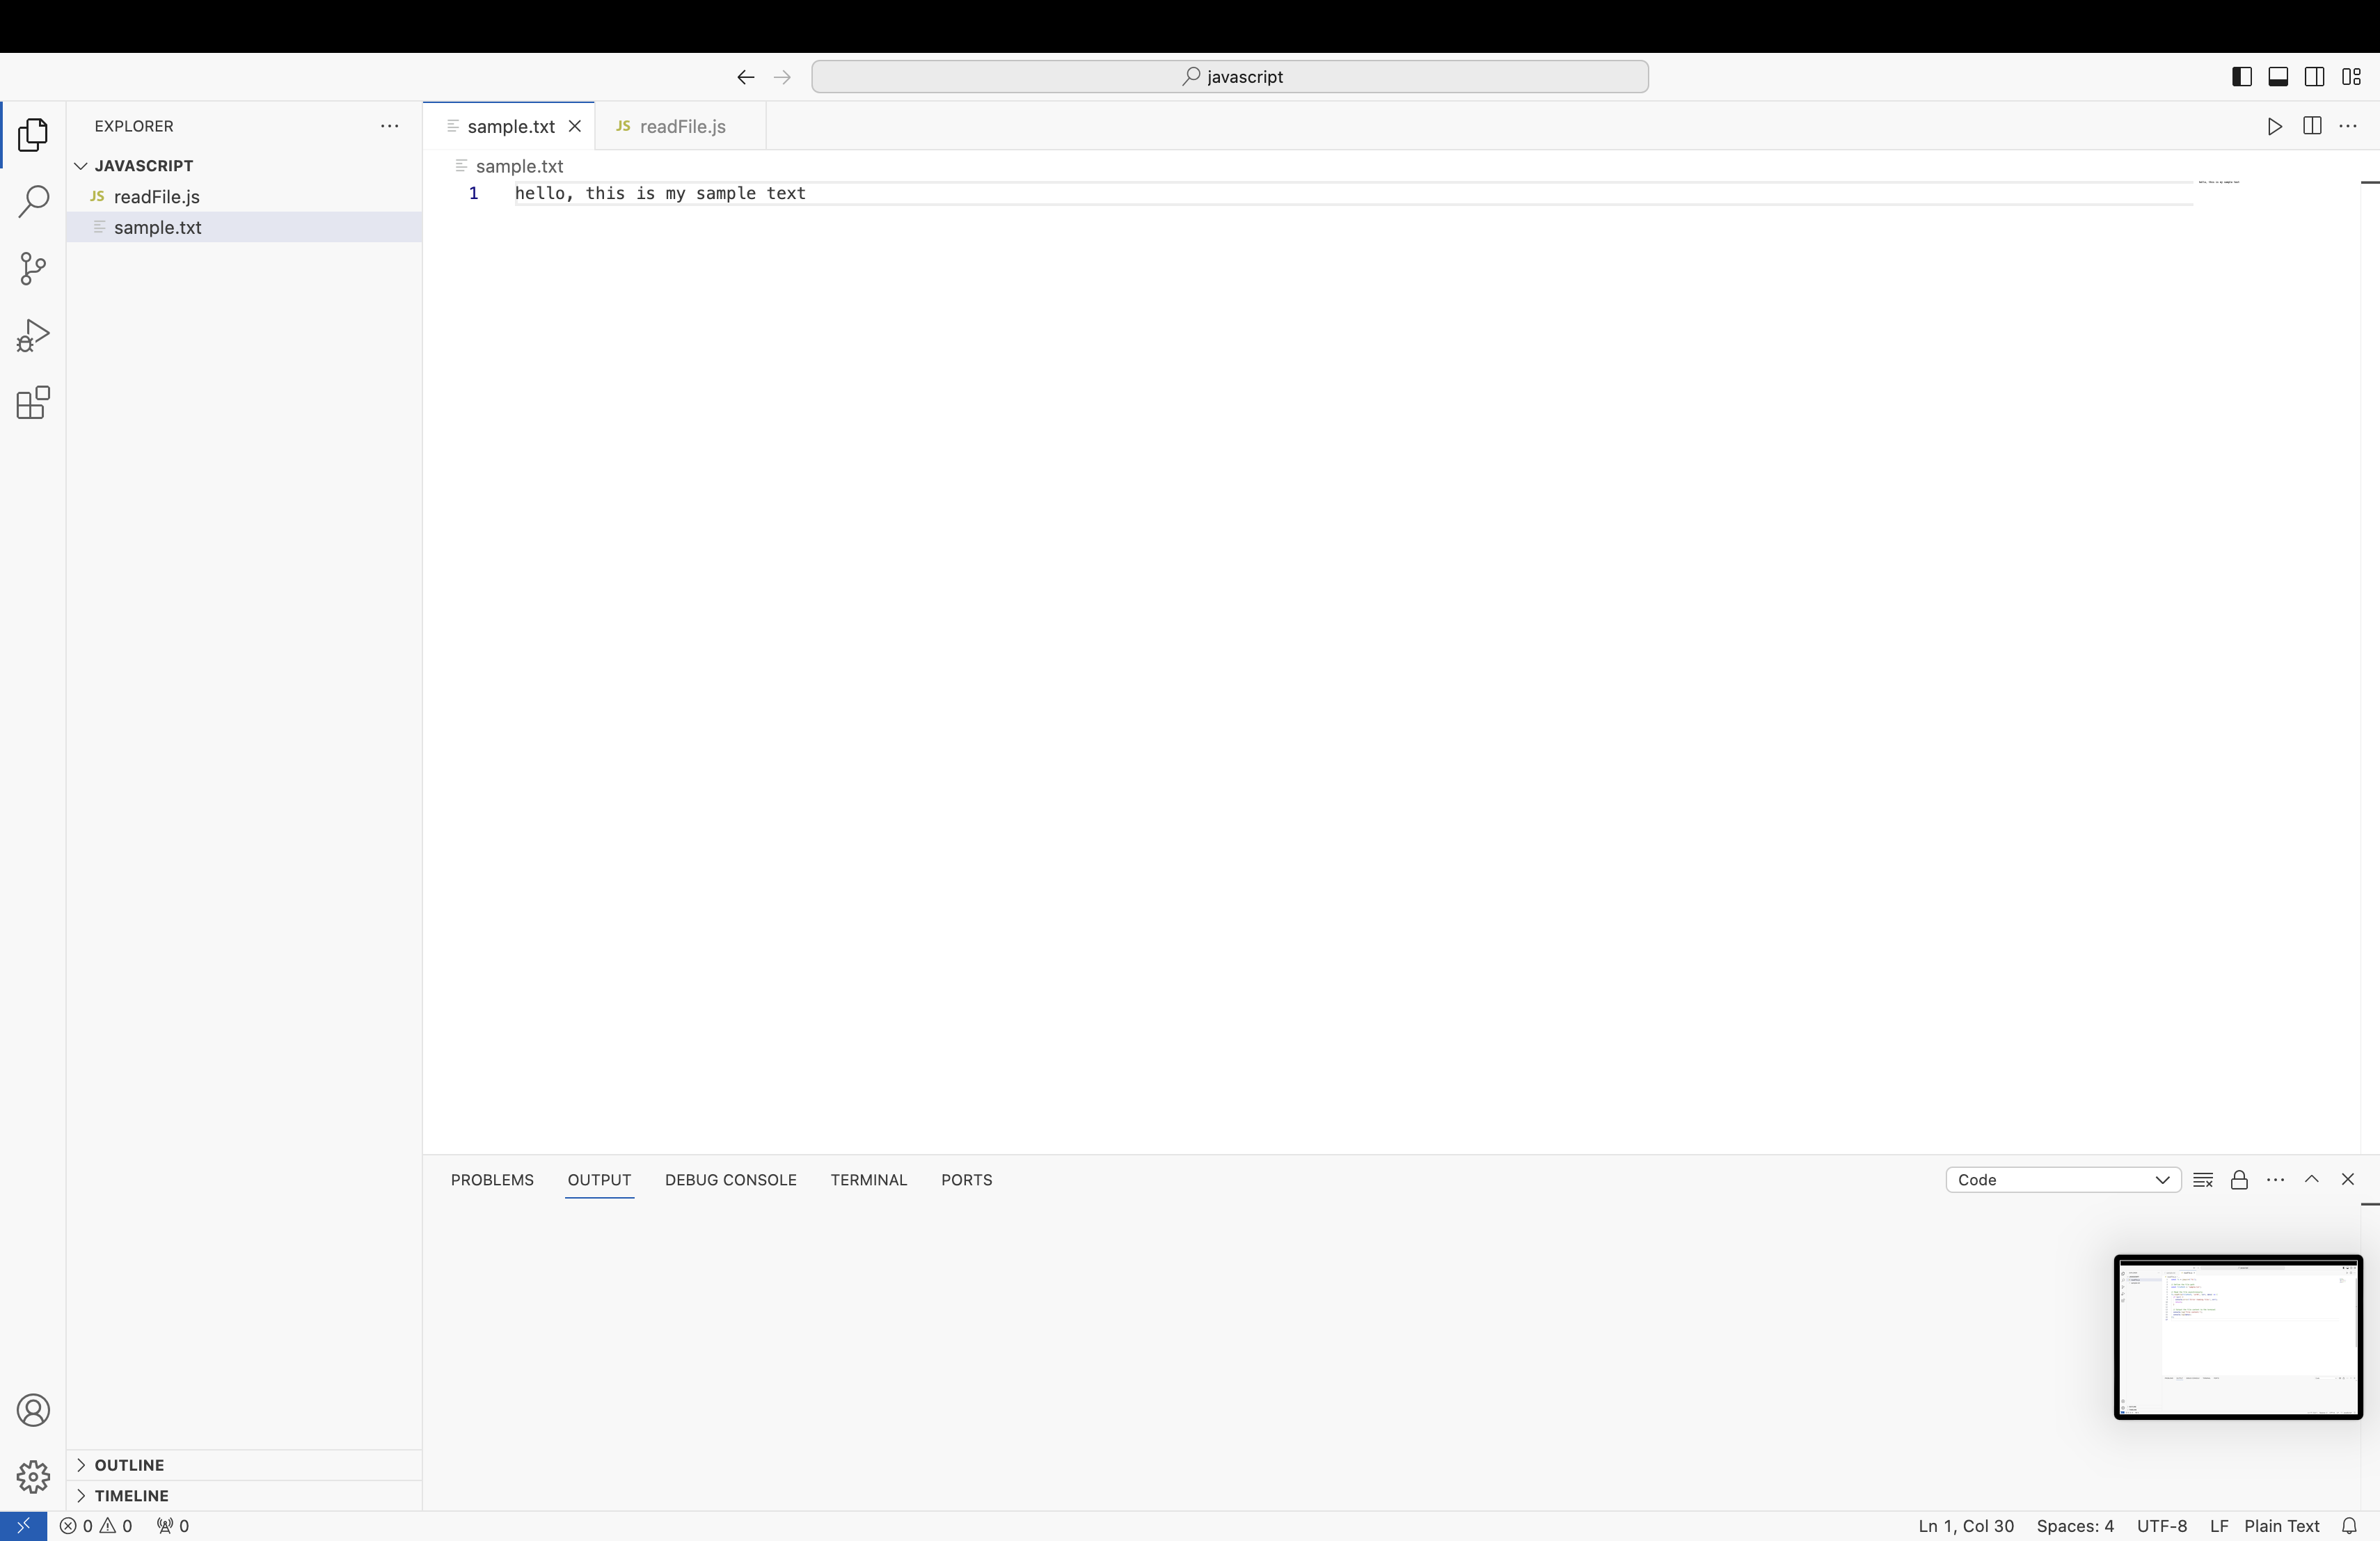 javascript
EXPLORER
JAVASCRIPT
JS readFile.js
sample.txt
sample.txt
JS readFile.js
sample.txt
1 hello, this is my sample text
PROBLEMS OUTPUT DEBUG CONSOLE TERMINAL PORTS
Code
OUTLINE
TIMELINE
0 0 0
Ln 1, Col 30 Spaces: 4 UTF-8 LF Plain Text